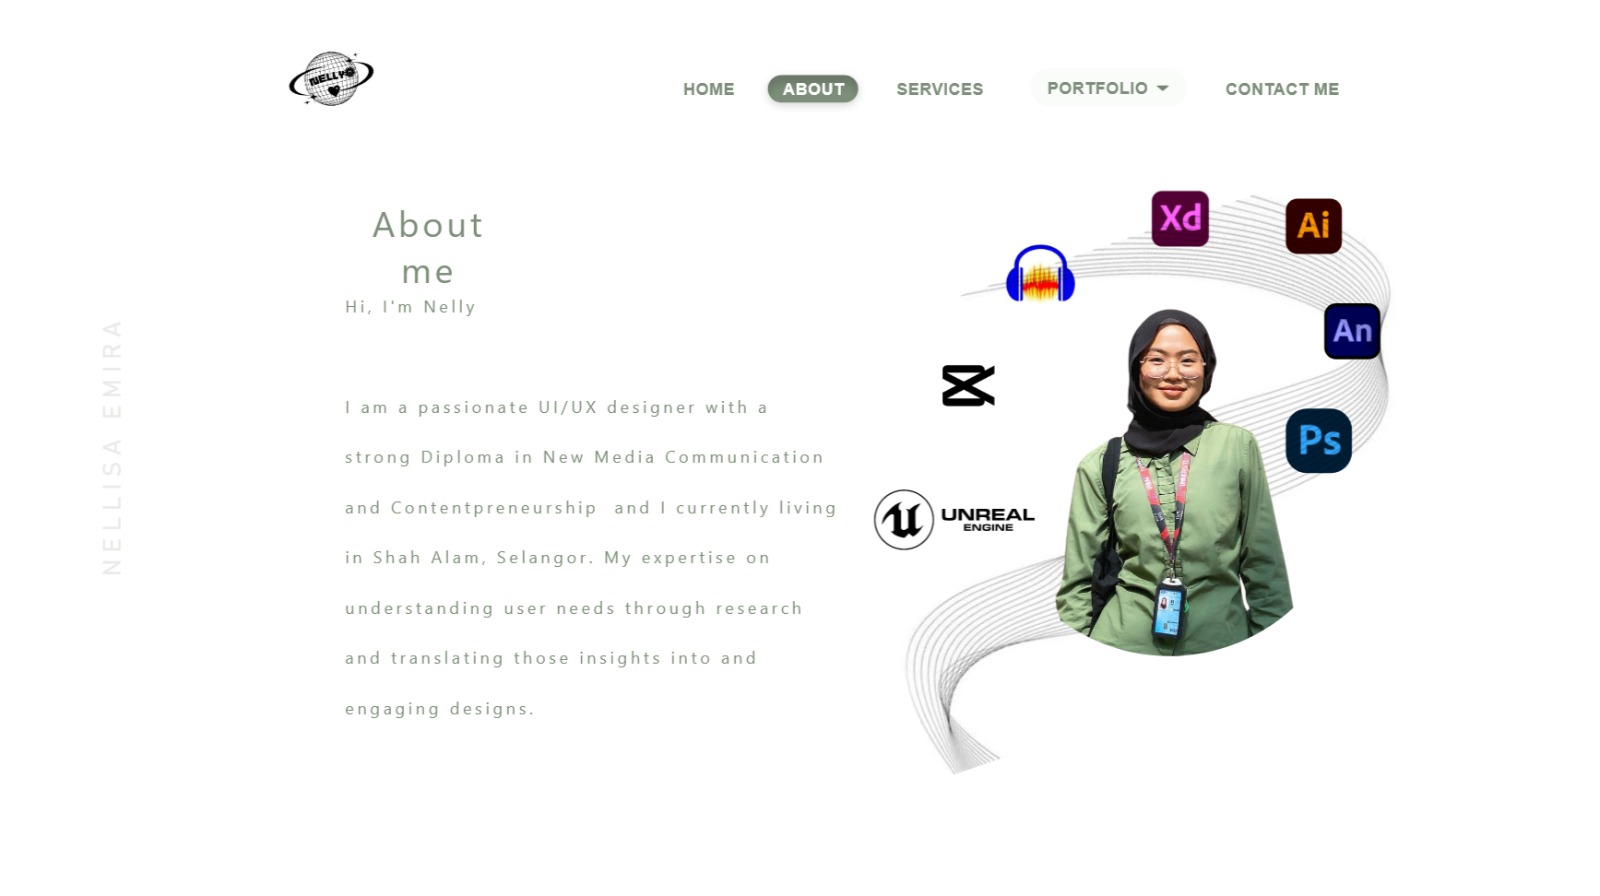 NELLY
HOME
ABOUT
SERVICES
PORTFOLIO
CONTACT ME
NELLISA EMIRA
About
me
Hi, I'm Nelly
I am a passionate UI/UX designer with a
strong Diploma in New Media Communication
and Contentpreneurship  and I currently living
in Shah Alam, Selangor. My expertise on
understanding user needs through research
and translating those insights into and
engaging designs.
Xd
Ai
An
Ps
UNREAL
ENGINE